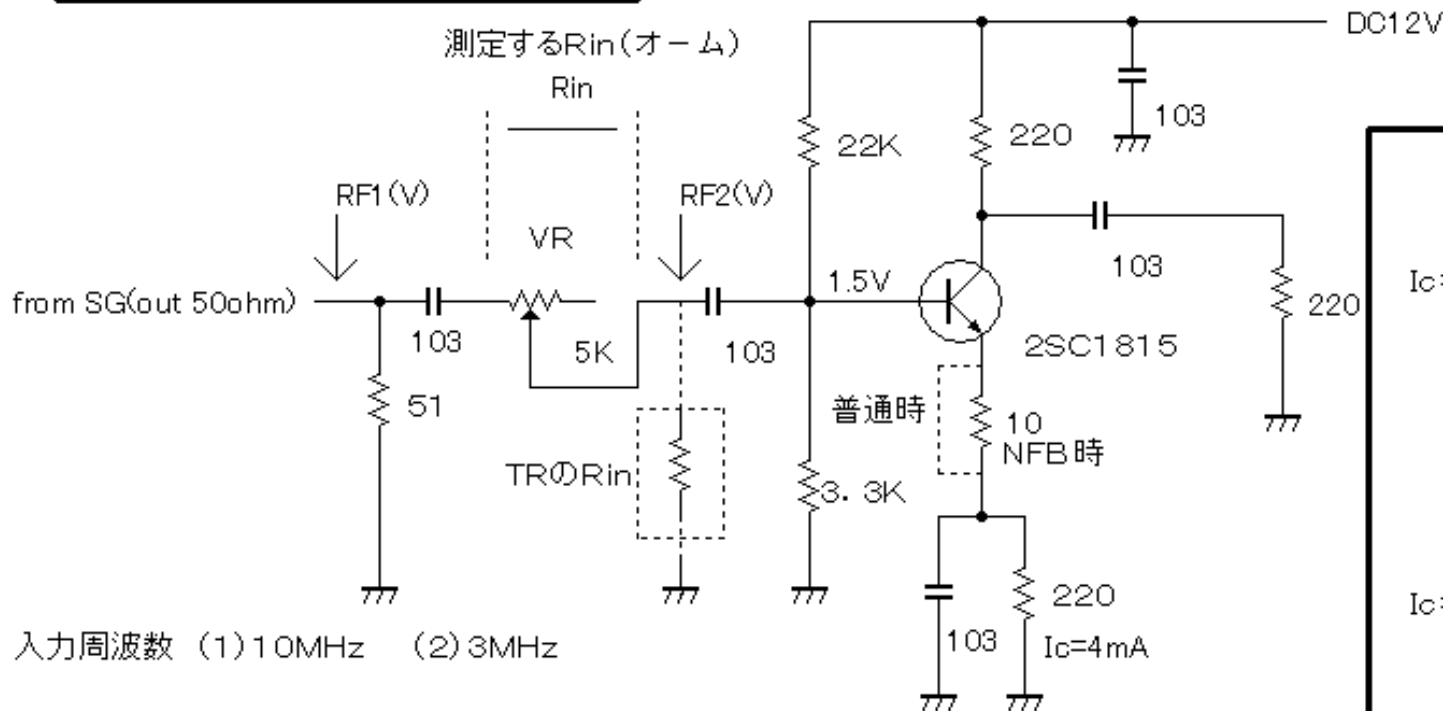 DC12V
測定するRin(オーム)
Rin
103
22K
220
RF1(V)
RF2(V)
VR
103
1.5V
from SG(out 50ohm)
Ic=
220
103
5K
103
2SC1815
51
普通時
10
NFB時
TRのRin
3.3K
220
Ic=
入力周波数 (1)10MHz (2)3MHz
103
Ic=4mA